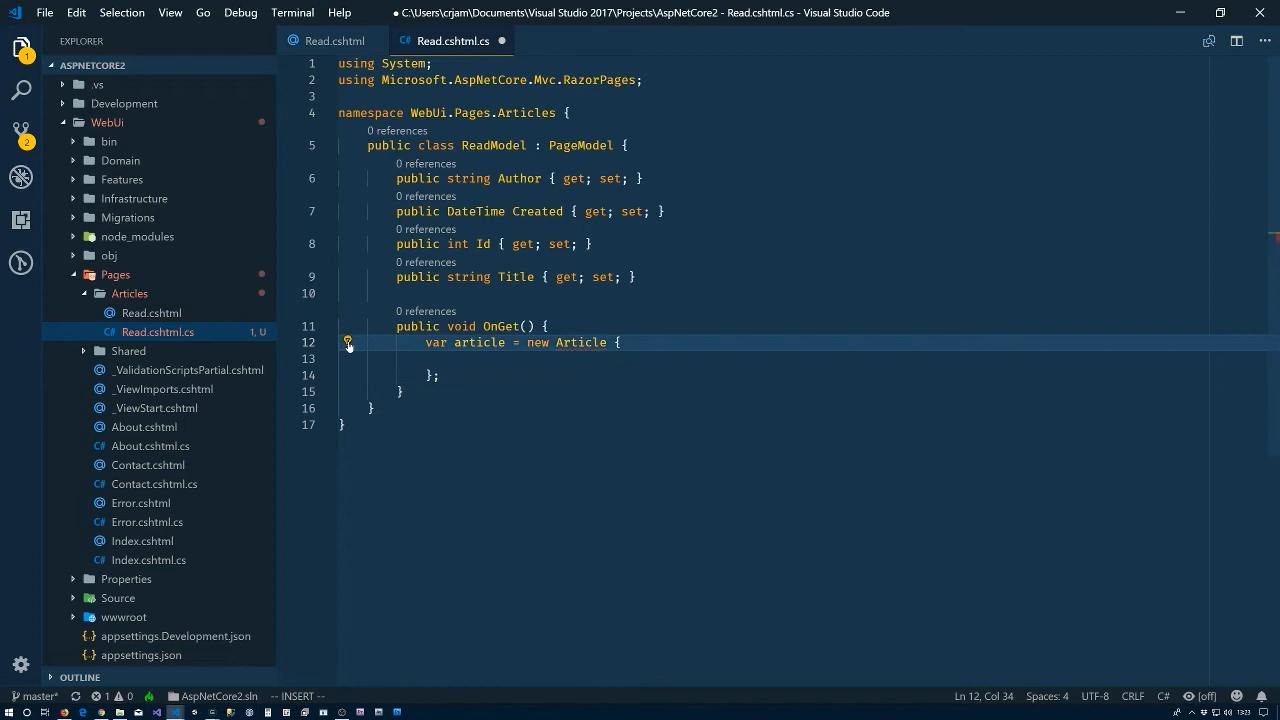 File Edit Selection View Go Debug Terminal Help
● C:\Users\crjam\Documents\Visual Studio 2017\Projects\AspNetCore2 - Read.cshtml.cs - Visual Studio Code
EXPLORER
Read.cshtml
C# Read.cshtml.cs
ASPNETCORE2
.vs
Development
WebUi
bin
Domain
Features
Infrastructure
Migrations
node_modules
obj
Pages
Articles
Read.cshtml
C# Read.cshtml.cs 1, U
Shared
_ValidationScriptsPartial.cshtml
_ViewImports.cshtml
_ViewStart.cshtml
About.cshtml
C# About.cshtml.cs
Contact.cshtml
C# Contact.cshtml.cs
Error.cshtml
C# Error.cshtml.cs
Index.cshtml
C# Index.cshtml.cs
Properties
Source
wwwroot
{..} appsettings.Development.json
{..} appsettings.json
OUTLINE
1
2
1 using System;
2 using Microsoft.AspNetCore.Mvc.RazorPages;
3
4 namespace WebUi.Pages.Articles {
0 references
5 public class ReadModel : PageModel {
0 references
6 public string Author { get; set; }
0 references
7 public DateTime Created { get; set; }
0 references
8 public int Id { get; set; }
0 references
9 public string Title { get; set; }
10
0 references
11 public void OnGet() {
12 var article = new Article {
13
14 };
15 }
16 }
17 }
master* 1 0 AspNetCore2.sln -- INSERT --
Ln 12, Col 34 Spaces: 4 UTF-8 CRLF C# [off]
13:23